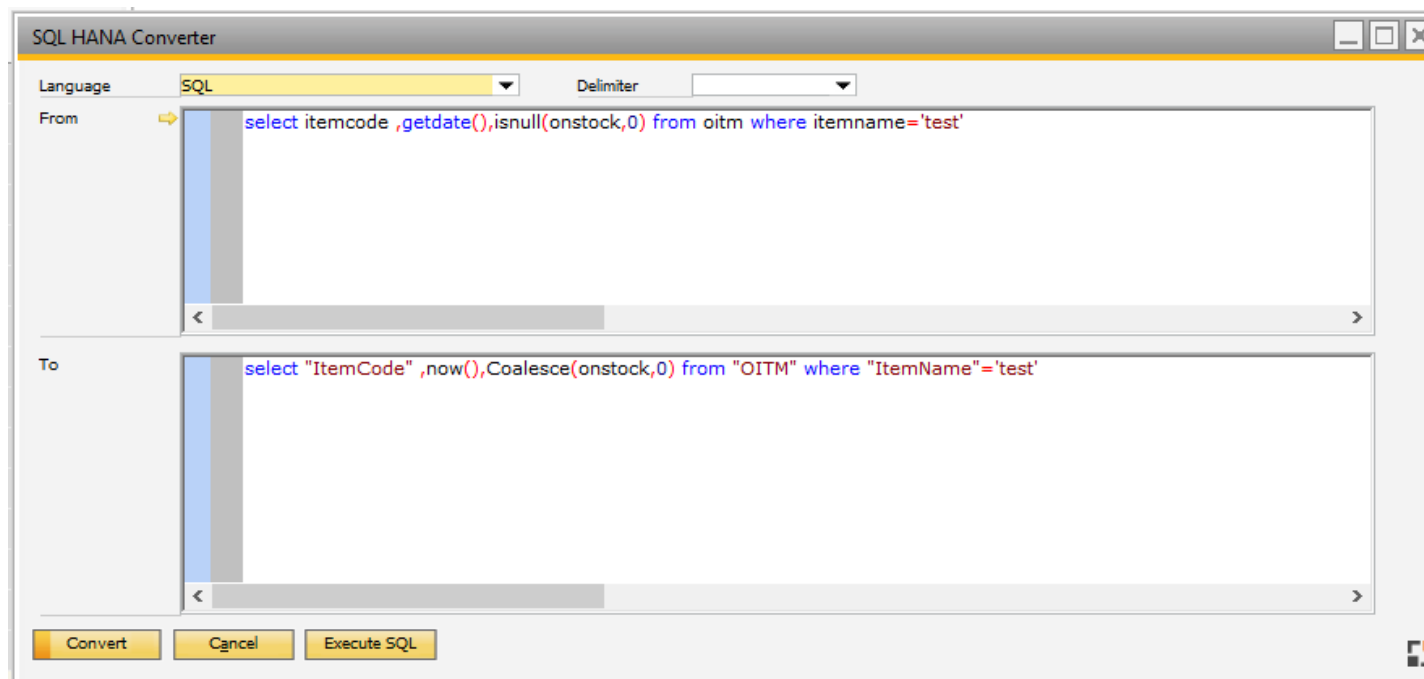 SQL HANA Converter
Language SQL Delimiter
From select itemcode ,getdate(),isnull(onstock,0) from oitm where itemname='test'
To select "ItemCode" ,now(),Coalesce(onstock,0) from "OITM" where "ItemName"='test'
Convert Cancel Execute SQL